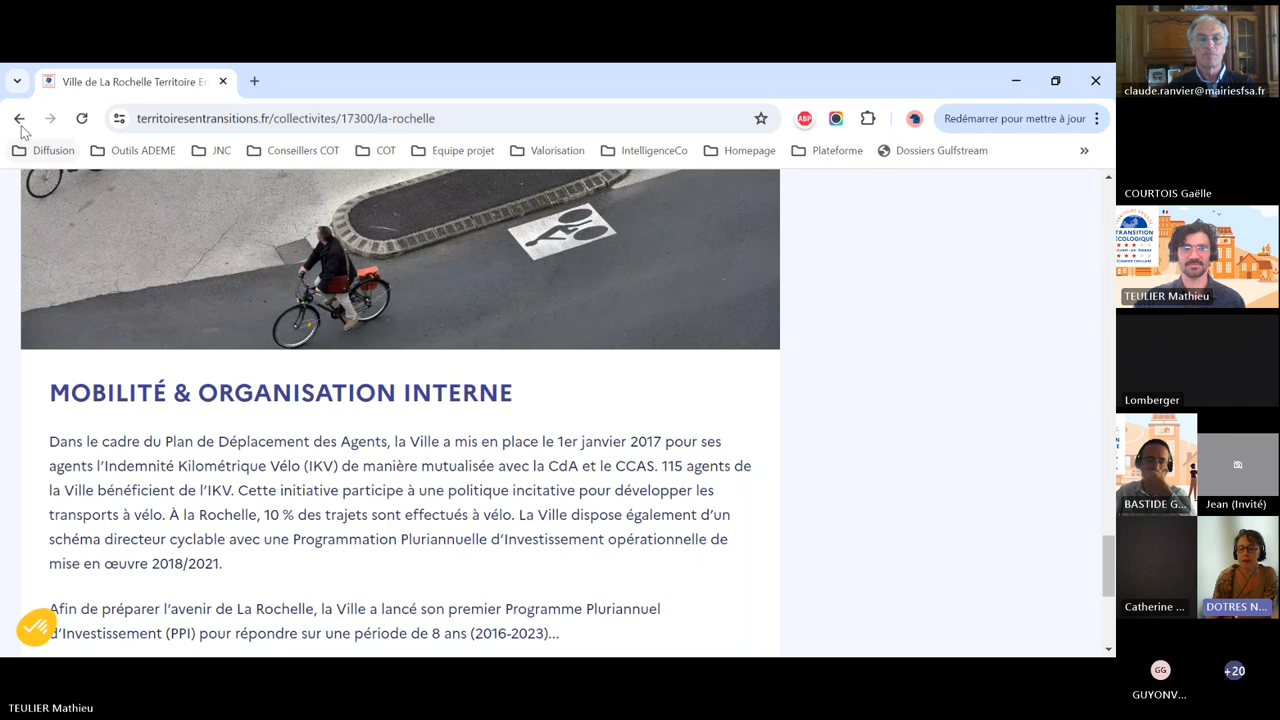 Ville de La Rochelle Territoire E
territoiresentransitions.fr/collectivites/17300/la-rochelle
ABP
Redémarrer pour mettre à jour
Diffusion
Outils ADEME
JNC
Conseillers COT
COT
Equipe projet
Valorisation
IntelligenceCo
Homepage
Plateforme
Dossiers Gulfstream
MOBILITÉ & ORGANISATION INTERNE
Dans le cadre du Plan de Déplacement des Agents, la Ville a mis en place le 1er janvier 2017 pour ses
agents l’Indemnité Kilométrique Vélo (IKV) de manière mutualisée avec la CdA et le CCAS. 115 agents de
la Ville bénéficient de l’IKV. Cette initiative participe à une politique incitative pour développer les
transports à vélo. À la Rochelle, 10 % des trajets sont effectués à vélo. La Ville dispose également d’un
schéma directeur cyclable avec une Programmation Pluriannuelle d’Investissement opérationnelle de
mise en œuvre 2018/2021.
Afin de préparer l’avenir de La Rochelle, la Ville a lancé son premier Programme Pluriannuel
d’Investissement (PPI) pour répondre sur une période de 8 ans (2016-2023)...
TEULIER Mathieu
claude.ranvier@mairiesfsa.fr
COURTOIS Gaëlle
TRANSITION
ÉCOLOGIQUE
TEULIER Mathieu
Lomberger
BASTIDE G...
Jean (Invité)
Catherine ...
DOTRES N...
GG
GUYONV...
+20